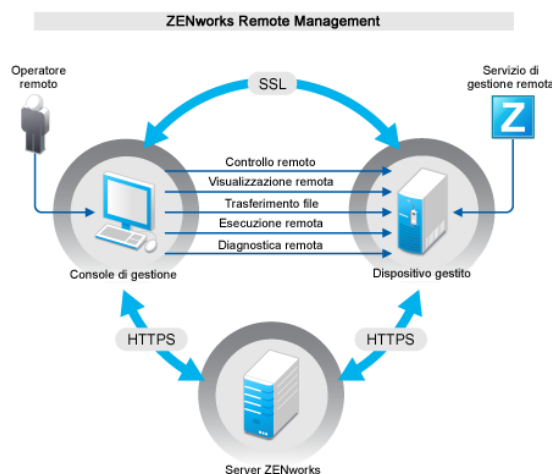 ZENworks Remote Management
Operatore
remoto
Servizio di
gestione remota
SSL
Z
Controllo remoto
Visualizzazione remota
Trasferimento file
Esecuzione remota
Diagnostica remota
Console di gestione
Dispositivo gestito
HTTPS
HTTPS
Server ZENworks